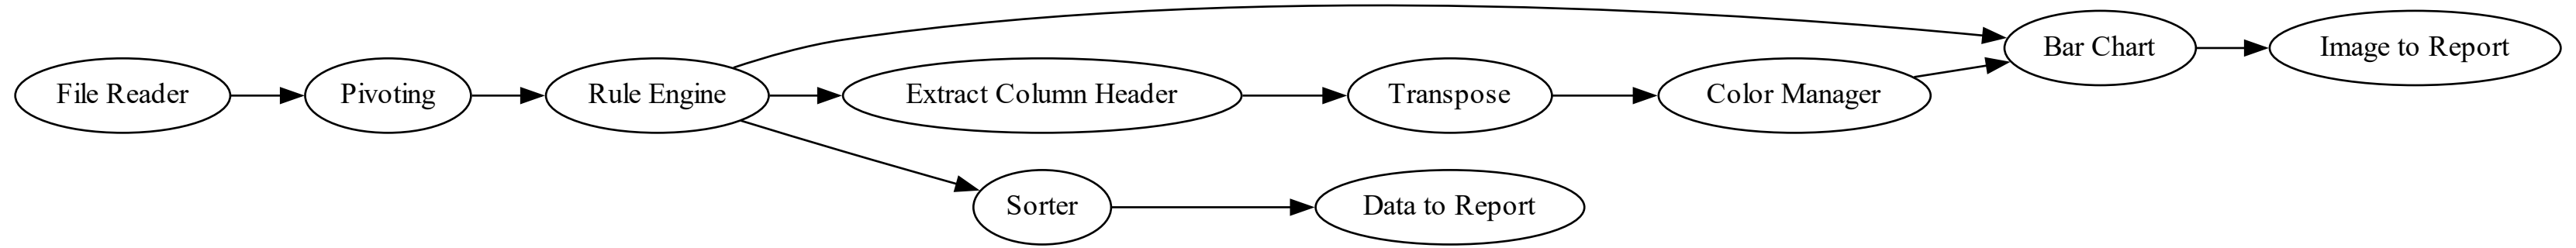 File Reader
Pivoting
Rule Engine
Extract Column Header
Transpose
Color Manager
Bar Chart
Image to Report
Sorter
Data to Report